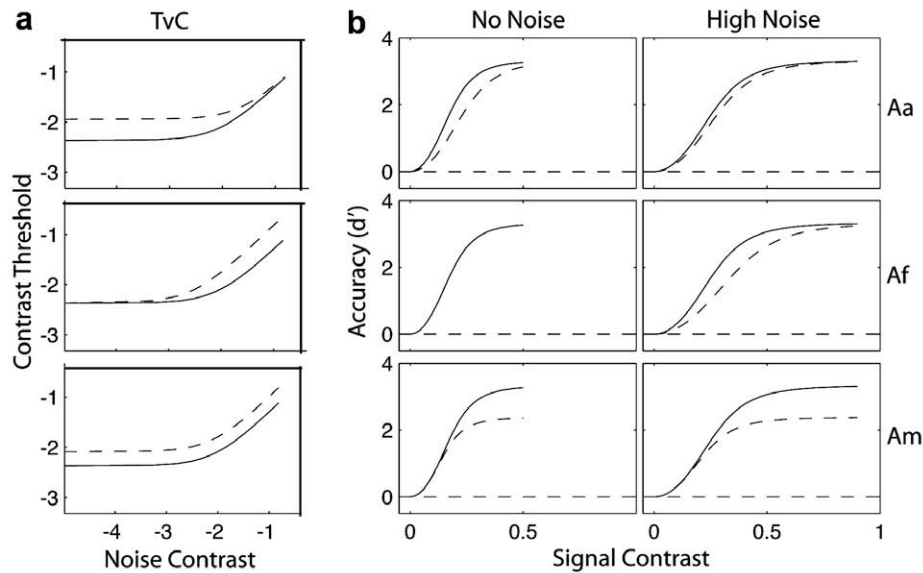 a
TvC
b
No Noise
High Noise
Contrast Threshold
-1
-2
-3
-1
-2
-3
-1
-2
-3
-4
-3
-2
-1
Noise Contrast
Accuracy (d′)
4
2
0
4
2
0
4
2
0
0
0.5
0
0.5
1
Signal Contrast
Aa
Af
Am